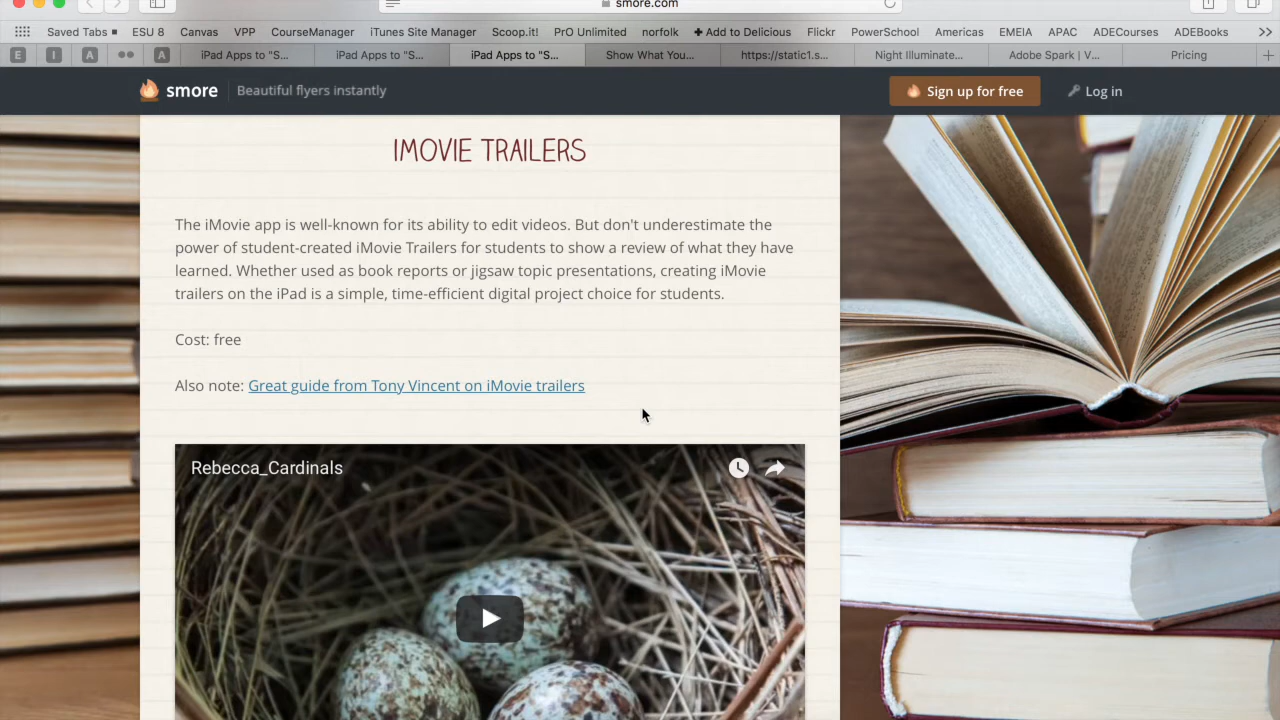 smore.com
Saved Tabs ESU 8 Canvas VPP CourseManager iTunes Site Manager Scoop.it! PrO Unlimited norfolk + Add to Delicious Flickr PowerSchool Americas EMEIA APAC ADECourses ADEBooks
E I A A iPad Apps to "S... iPad Apps to "S... iPad Apps to "S... Show What You... https://static1.s... Night Illuminate... Adobe Spark | V... Pricing
smore Beautiful flyers instantly Sign up for free Log in
IMOVIE TRAILERS
The iMovie app is well-known for its ability to edit videos. But don't underestimate the
power of student-created iMovie Trailers for students to show a review of what they have
learned. Whether used as book reports or jigsaw topic presentations, creating iMovie
trailers on the iPad is a simple, time-efficient digital project choice for students.
Cost: free
Also note: Great guide from Tony Vincent on iMovie trailers
Rebecca_Cardinals